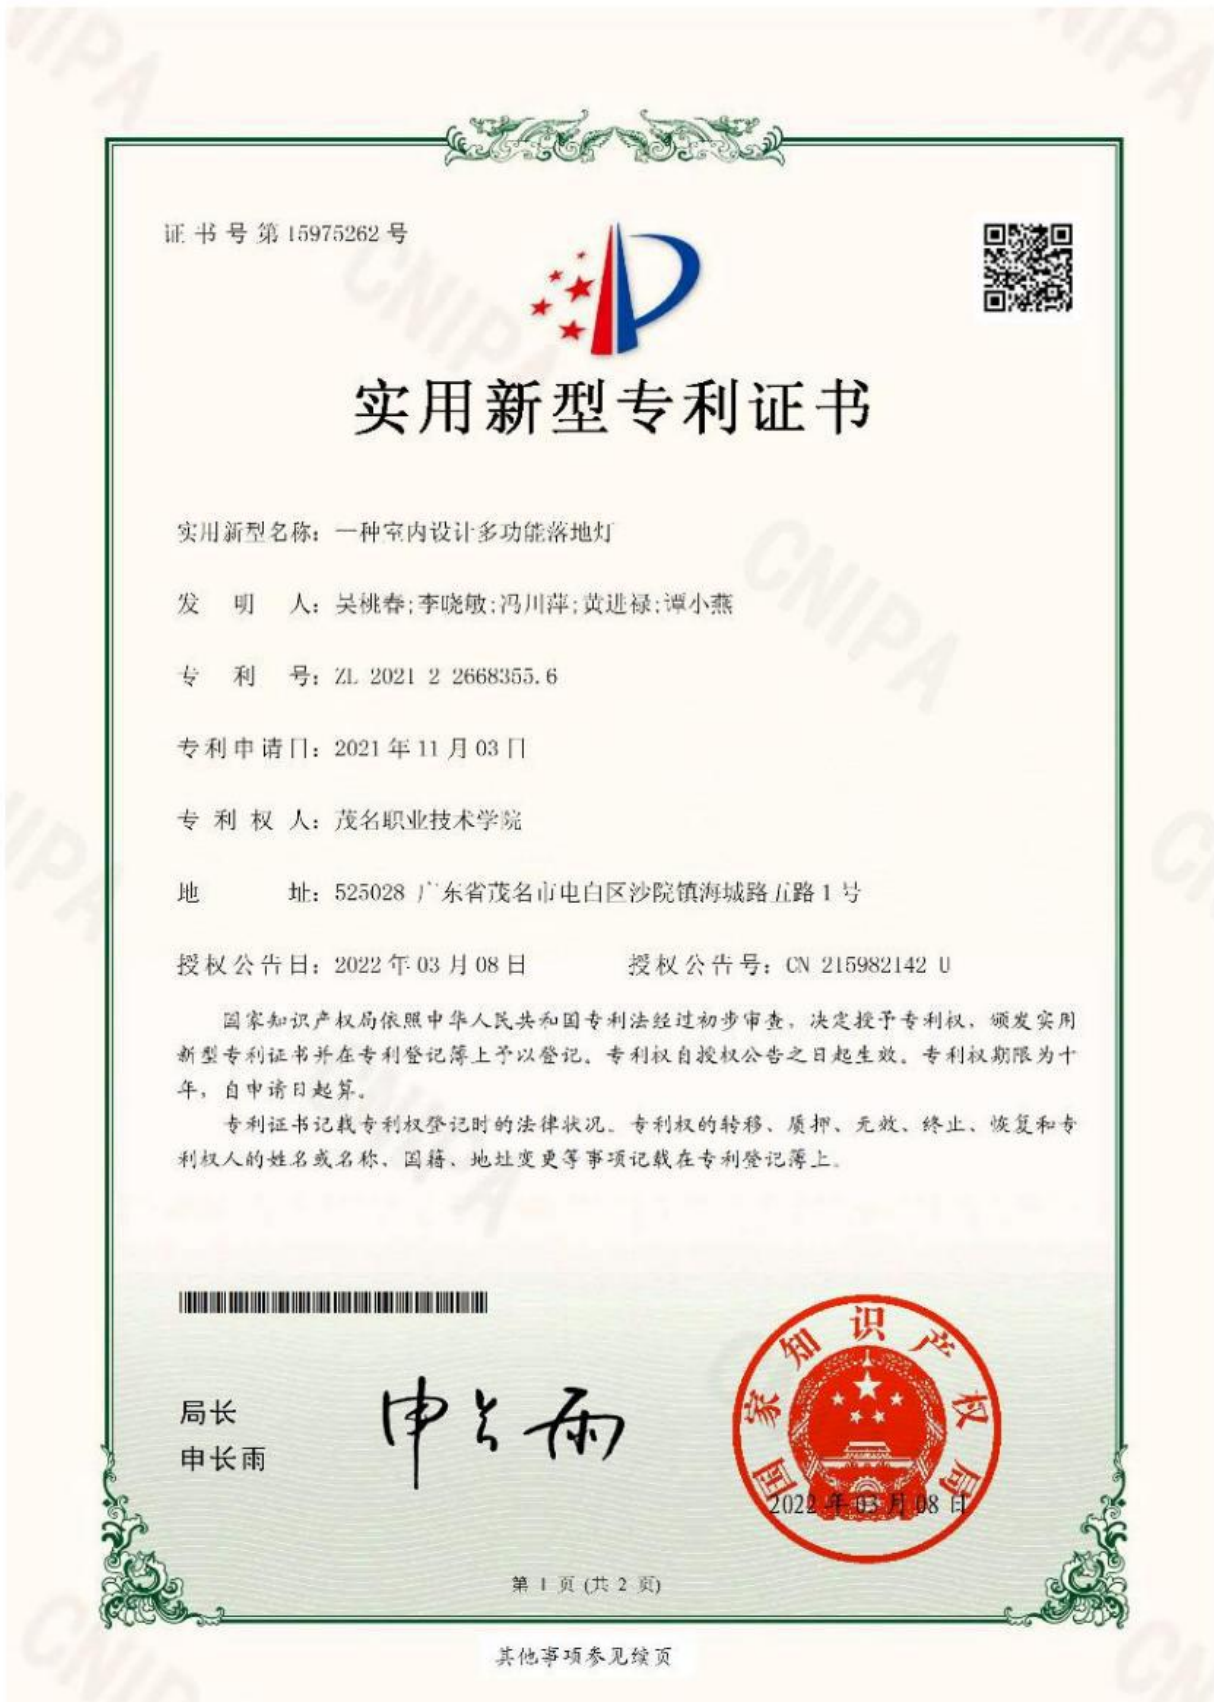 证书号第15975262号
实用新型专利证书
实用新型名称：一种室内设计多功能落地灯
发明人：吴桃春;李晓敏;冯川萍;黄进禄;谭小燕
专利号：ZL 2021 2 2668355.6
专利申请日：2021年11月03日
专利权人：茂名职业技术学院
地址：525028 广东省茂名市电白区沙院镇海城路五路1号
授权公告日：2022年03月08日 授权公告号：CN 215982142 U
国家知识产权局依照中华人民共和国专利法经过初步审查，决定授予专利权，颁发实用
新型专利证书并在专利登记簿上予以登记。专利权自授权公告之日起生效。专利权期限为十
年，自申请日起算。
专利证书记载专利权登记时的法律状况。专利权的转移、质押、无效、终止、恢复和专
利权人的姓名或名称、国籍、地址变更等事项记载在专利登记簿上。
局长
申长雨
申长雨
国家知识产权局
2022年03月08日
第 1 页 (共 2 页)
其他事项参见续页
CNIPA
CNIPA
CNIPA
CNIPA